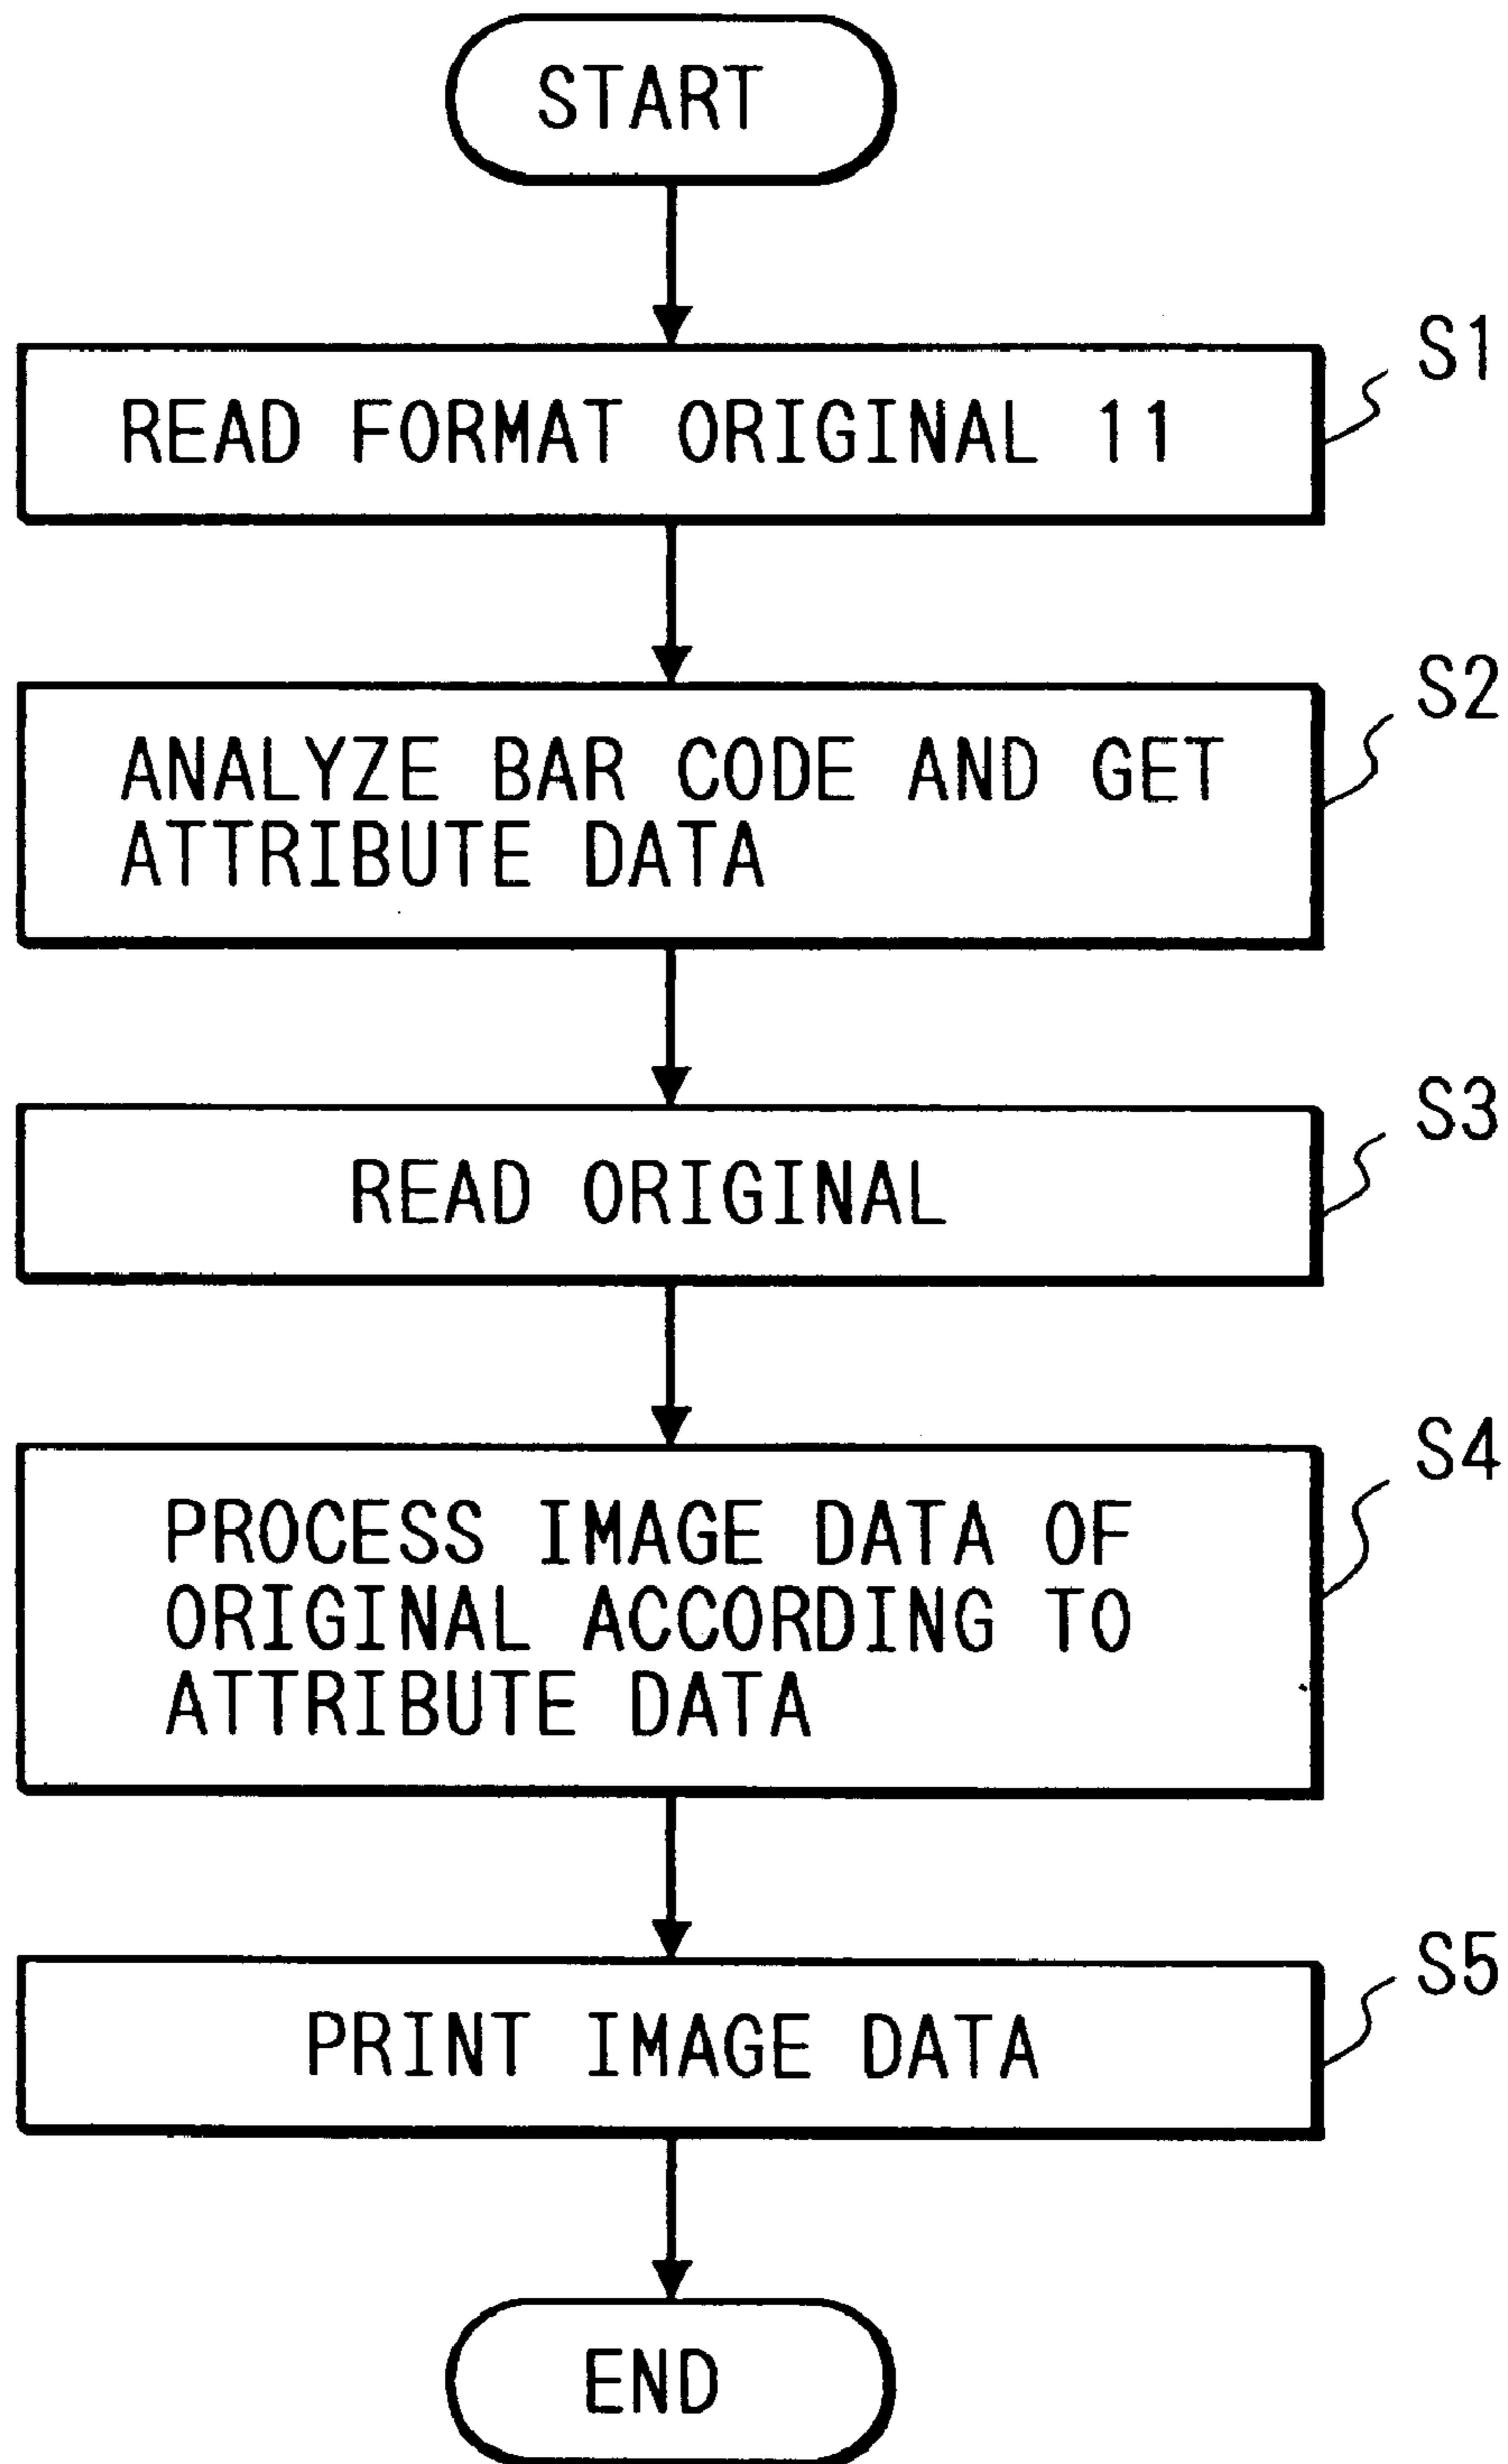 START
S1
READ FORMAT ORIGINAL 11
S2
ANALYZE BAR CODE AND GET
ATTRIBUTE DATA
S3
READ ORIGINAL
S4
PROCESS IMAGE DATA OF
ORIGINAL ACCORDING TO
ATTRIBUTE DATA
S5
PRINT IMAGE DATA
END